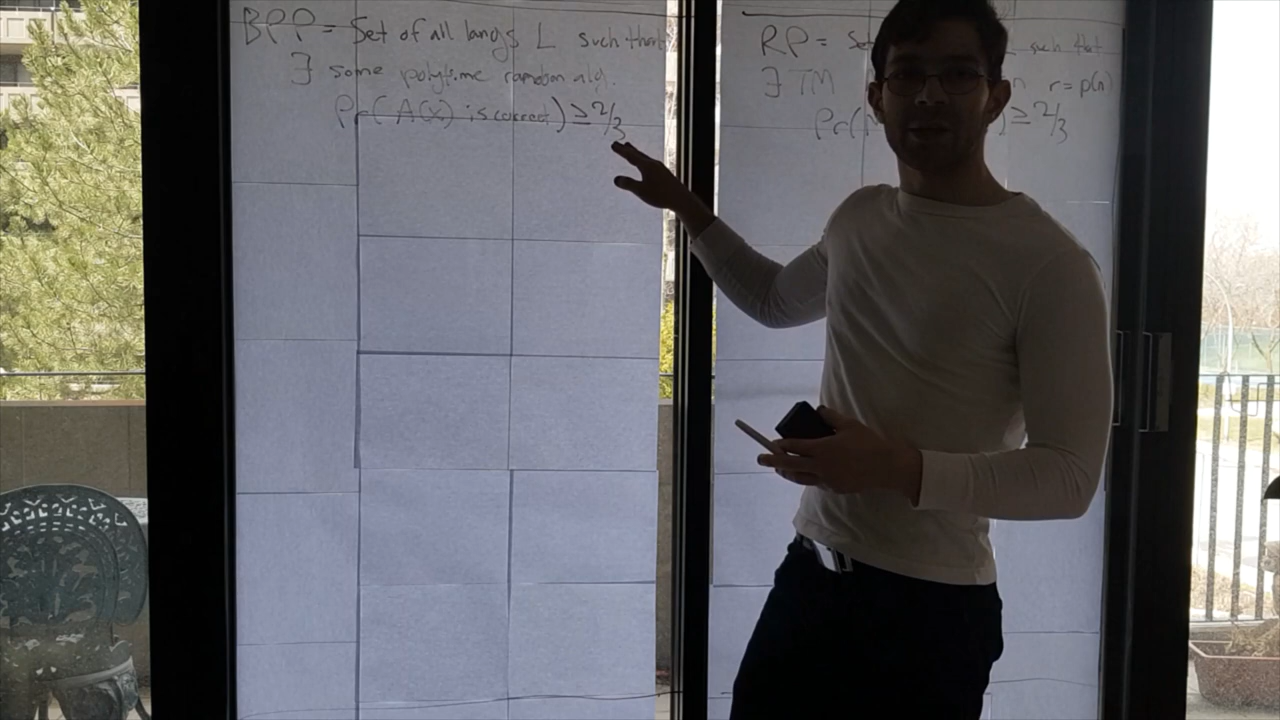 BPP = Set of all langs L such that
∃ some polytime random alg.
Pr(A(x) is correct) ≥ 2/3
RP = Set such that
∃ TM r = p(n)
Pr( ) ≥ 2/3